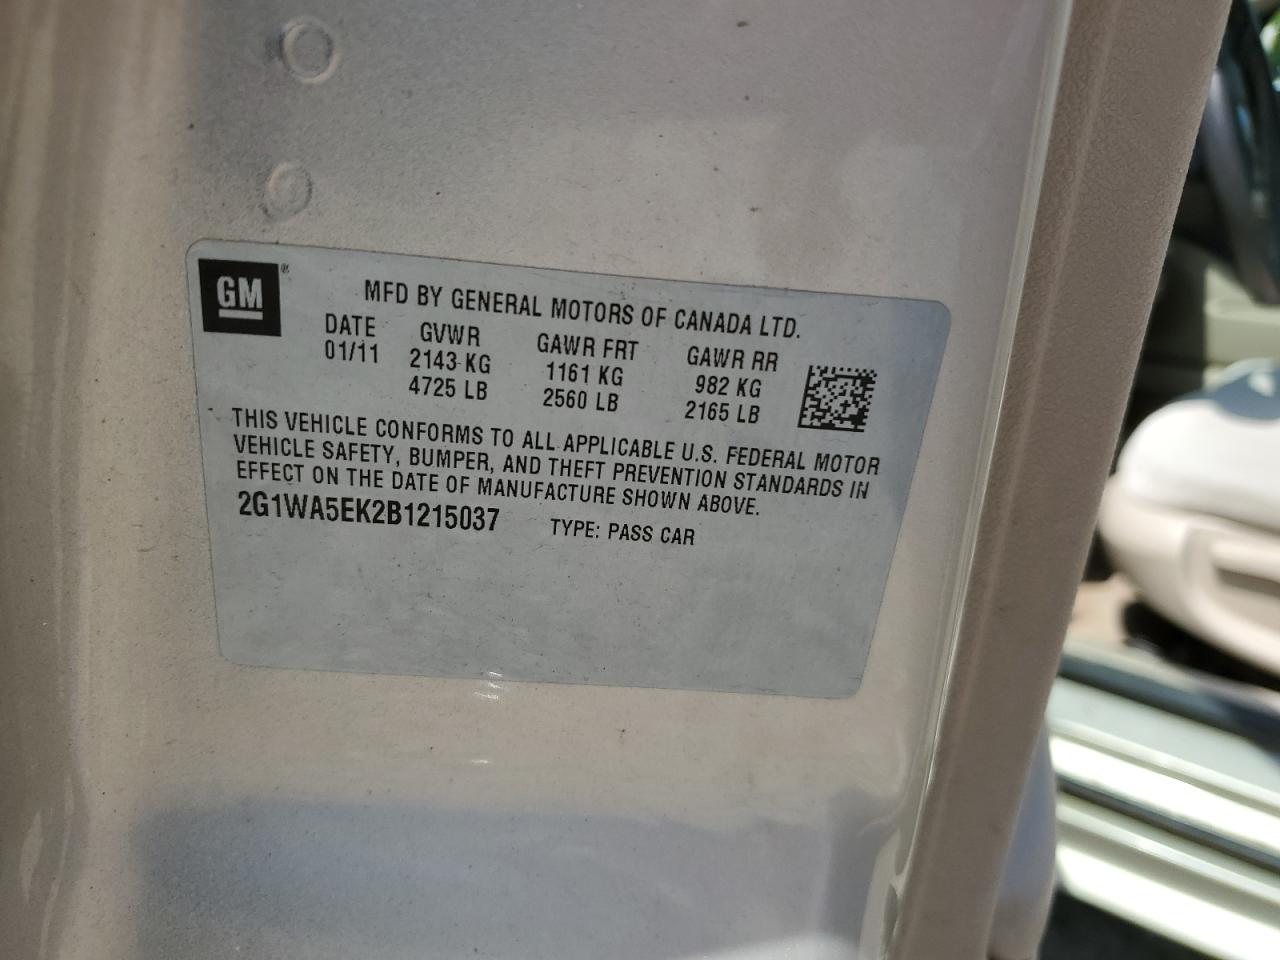 GM®
MFD BY GENERAL MOTORS OF CANADA LTD.
DATE GVWR GAWR FRT GAWR RR
01/11 2143 KG 1161 KG 982 KG
4725 LB 2560 LB 2165 LB
THIS VEHICLE CONFORMS TO ALL APPLICABLE U.S. FEDERAL MOTOR
VEHICLE SAFETY, BUMPER, AND THEFT PREVENTION STANDARDS IN
EFFECT ON THE DATE OF MANUFACTURE SHOWN ABOVE.
2G1WA5EK2B1215037 TYPE: PASS CAR